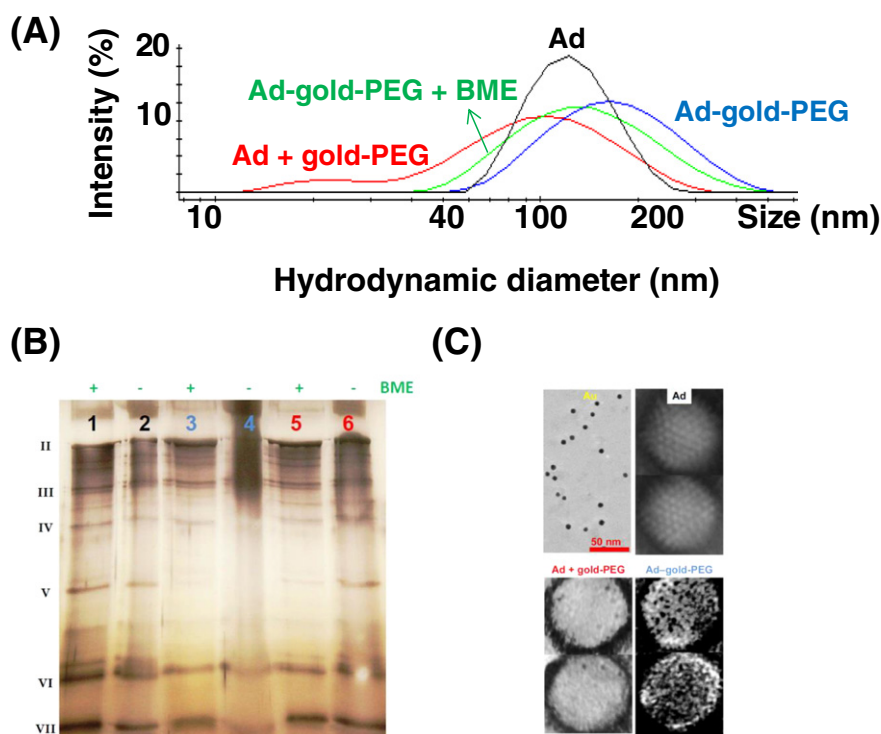 (A)
20
10
Intensity (%)
Ad
Ad-gold-PEG + BME
Ad-gold-PEG
Ad + gold-PEG
10 40 100 200 Size (nm)
Hydrodynamic diameter (nm)
(B)
+ - + - + - BME
1 2 3 4 5 6
II
III
IV
V
VI
VII
(C)
Au Ad
50 nm
Ad + gold-PEG Ad–gold-PEG